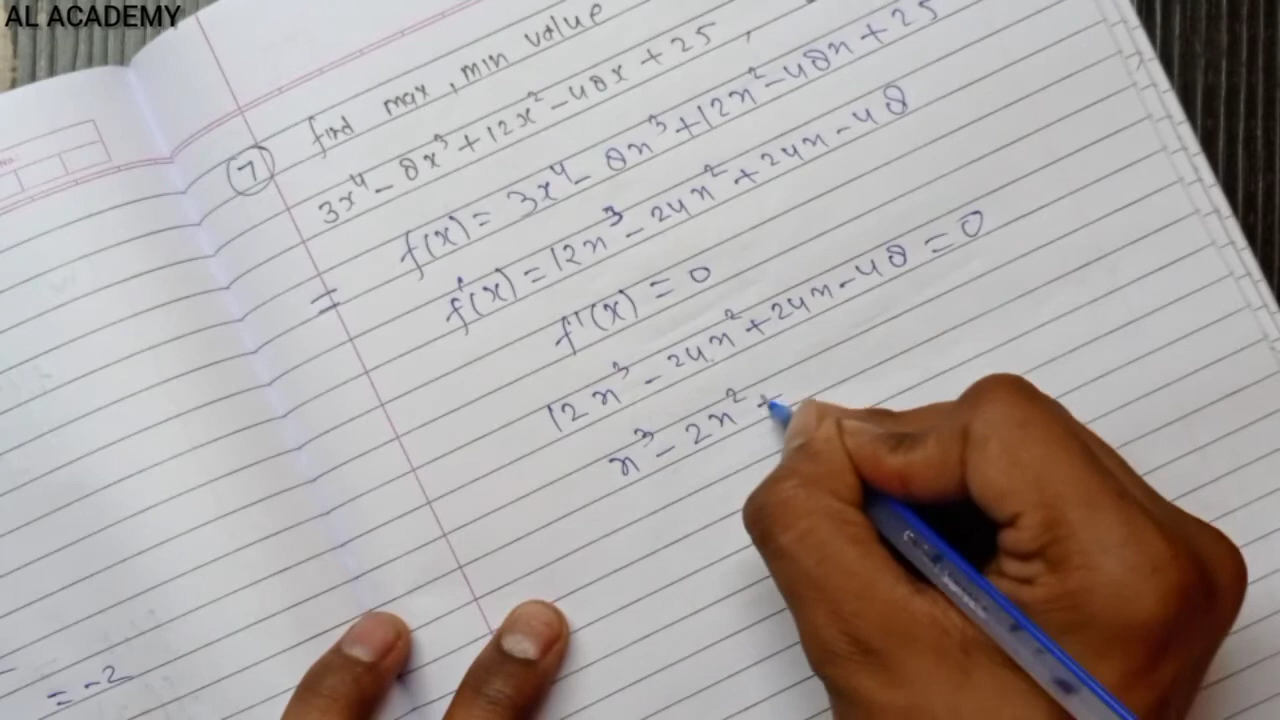 AL ACADEMY
No:
7 find max, min value
3x⁴ - 8x³ + 12x² - 48x + 25,
= f(x) = 3x⁴ - 8x³ + 12x² - 48x + 25
f'(x) = 12x³ - 24x² + 24x - 48
f'(x) = 0
12x³ - 24x² + 24x - 48 = 0
x³ - 2x² +
= -2